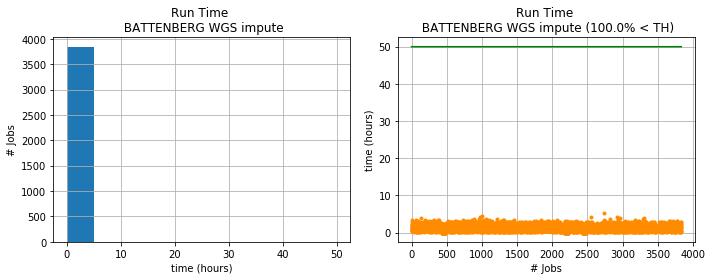 Run Time
BATTENBERG WGS impute
4000
3500
3000
2500
2000
1500
1000
500
0
# Jobs
0 10 20 30 40 50
time (hours)
Run Time
BATTENBERG WGS impute (100.0% < TH)
50
40
30
20
10
0
time (hours)
0 500 1000 1500 2000 2500 3000 3500 4000
# Jobs